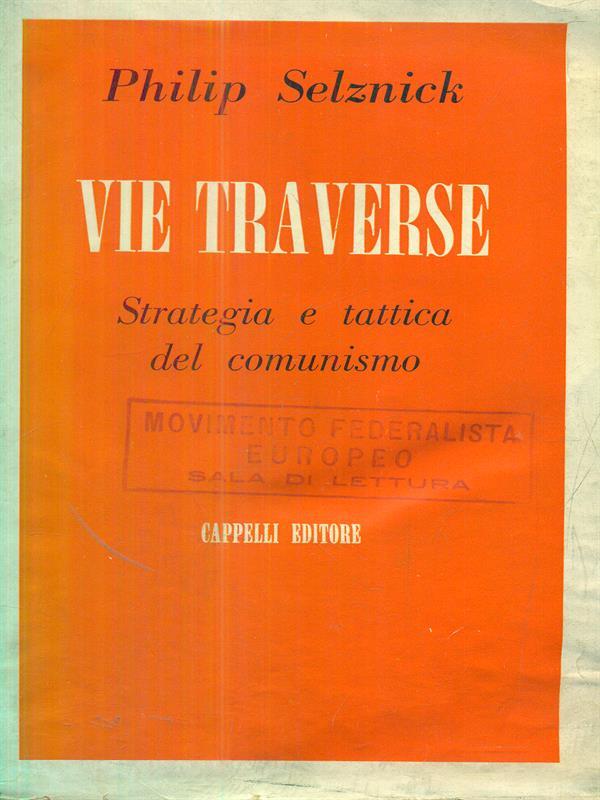 Philip Selznick
VIE TRAVERSE
Strategia e tattica
del comunismo
MOVIMENTO FEDERALISTA
EUROPEO
SALA DI LETTURA
CAPPELLI EDITORE